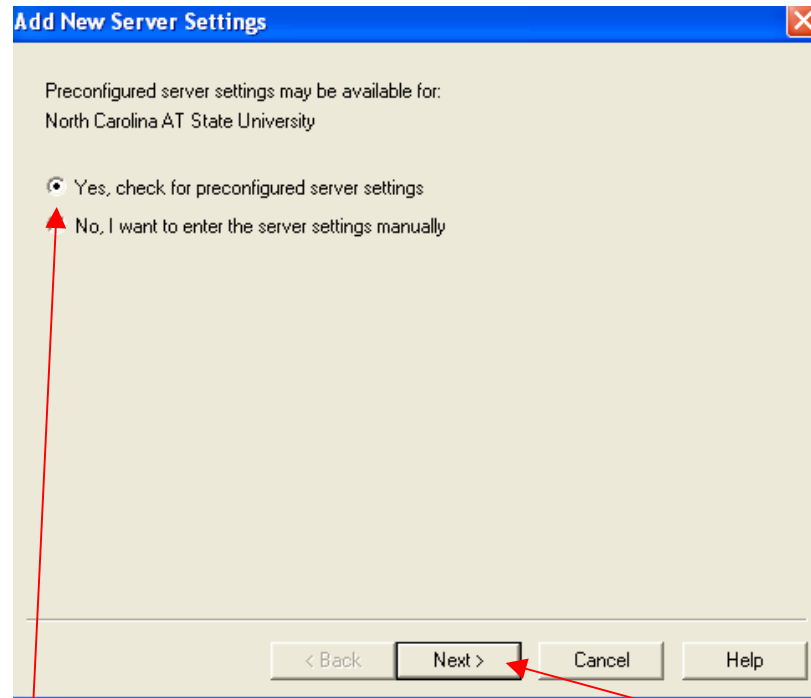 Add New Server Settings
Preconfigured server settings may be available for:
North Carolina AT State University
Yes, check for preconfigured server settings
No, I want to enter the server settings manually
< Back Next > Cancel Help